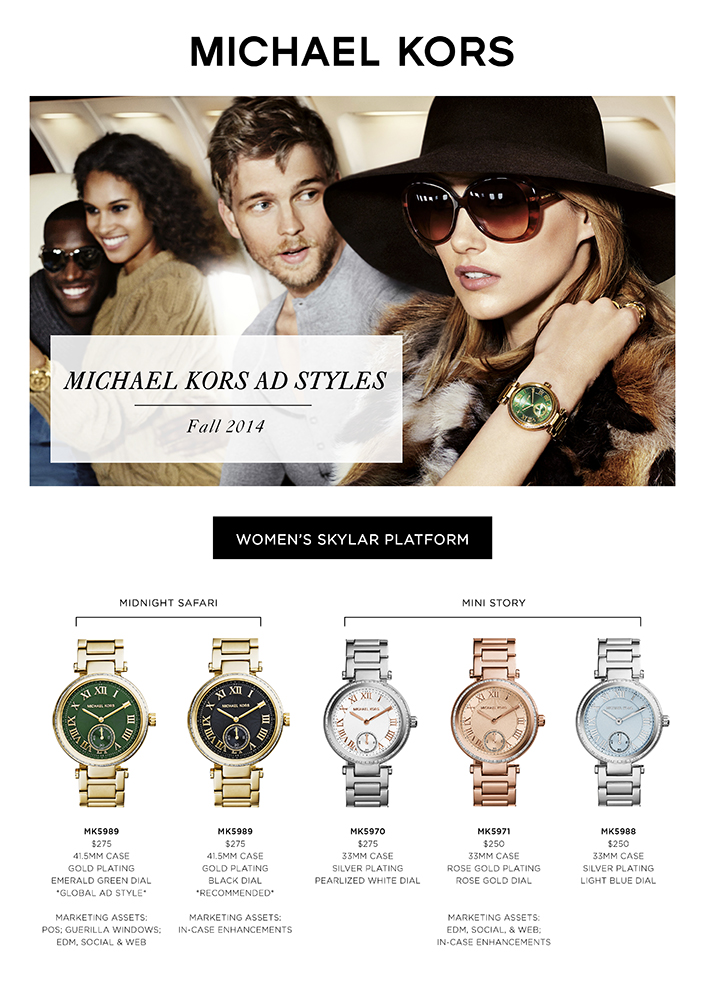 MICHAEL KORS
MICHAEL KORS AD STYLES
Fall 2014
WOMEN'S SKYLAR PLATFORM
MIDNIGHT SAFARI
MK5989
$275
41.5MM CASE
GOLD PLATING
EMERALD GREEN DIAL
*GLOBAL AD STYLE*
MARKETING ASSETS:
POS; GUERILLA WINDOWS;
EDM, SOCIAL & WEB
MK5989
$275
41.5MM CASE
GOLD PLATING
BLACK DIAL
*RECOMMENDED*
MARKETING ASSETS:
IN-CASE ENHANCEMENTS
MINI STORY
MK5970
$275
33MM CASE
SILVER PLATING
PEARLIZED WHITE DIAL
MK5971
$250
33MM CASE
ROSE GOLD PLATING
ROSE GOLD DIAL
MARKETING ASSETS:
EDM, SOCIAL, & WEB;
IN-CASE ENHANCEMENTS
MK5988
$250
33MM CASE
SILVER PLATING
LIGHT BLUE DIAL